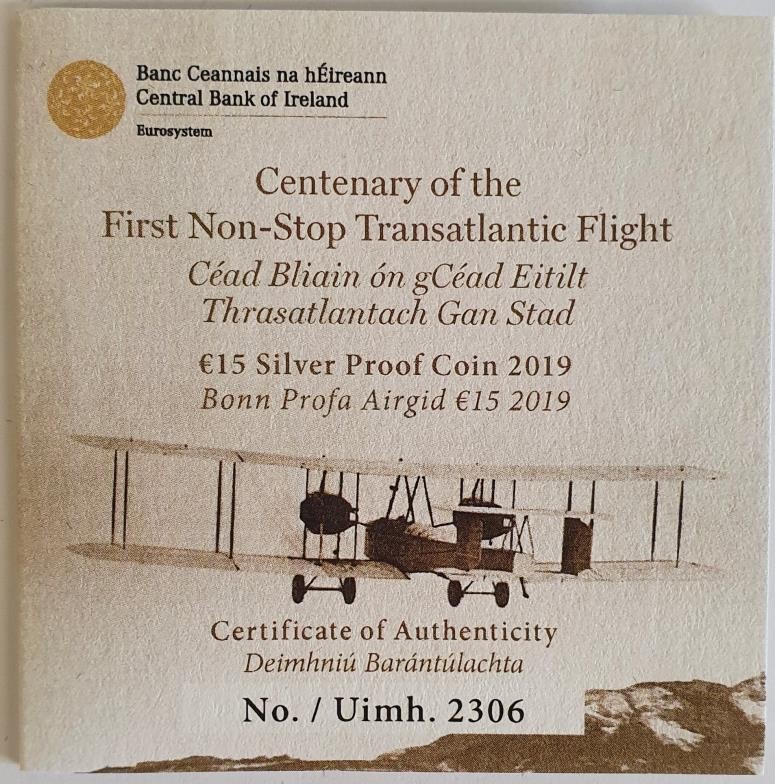 Banc Ceannais na hÉireann
Central Bank of Ireland
Eurosystem
Centenary of the
First Non-Stop Transatlantic Flight
Céad Bliain ón gCéad Eitilt
Thrasatlantach Gan Stad
€15 Silver Proof Coin 2019
Bonn Profa Airgid €15 2019
Certificate of Authenticity
Deimhniú Barántúlachta
No. / Uimh. 2306